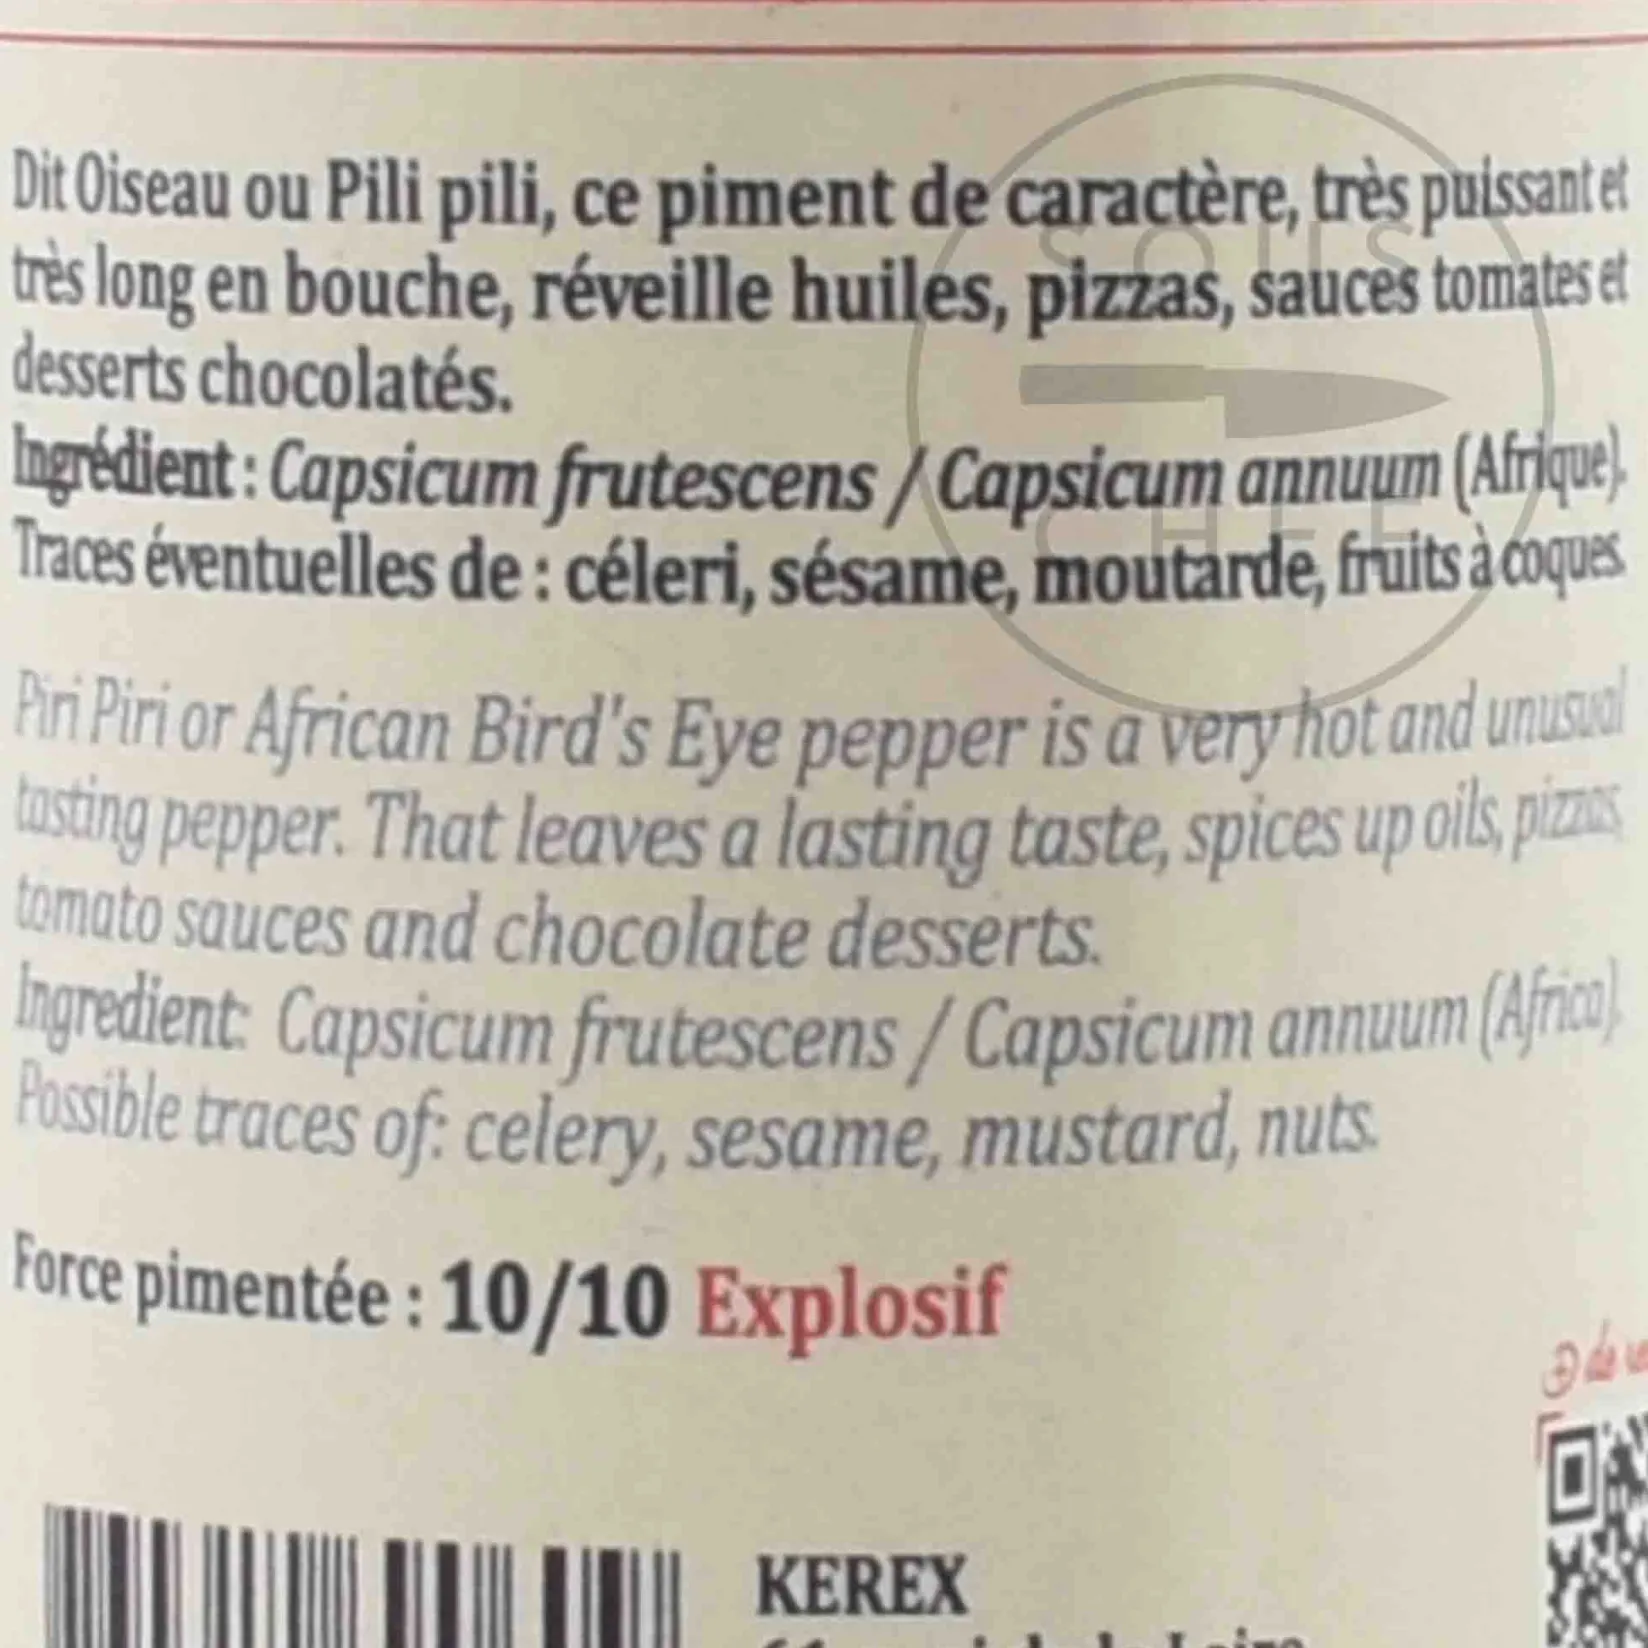 Dit Oiseau ou Pili pili, ce piment de caractère, très puissant et
très long en bouche, réveille huiles, pizzas, sauces tomates et
desserts chocolatés.
Ingrédient : Capsicum frutescens / Capsicum annuum (Afrique).
Traces éventuelles de : céleri, sésame, moutarde, fruits à coques.
SOUS
CHEF
Piri Piri or African Bird's Eye pepper is a very hot and unusual
tasting pepper. That leaves a lasting taste, spices up oils, pizzas,
tomato sauces and chocolate desserts.
Ingredient: Capsicum frutescens / Capsicum annuum (Africa).
Possible traces of: celery, sesame, mustard, nuts.
Force pimentée : 10/10 Explosif
de
KEREX